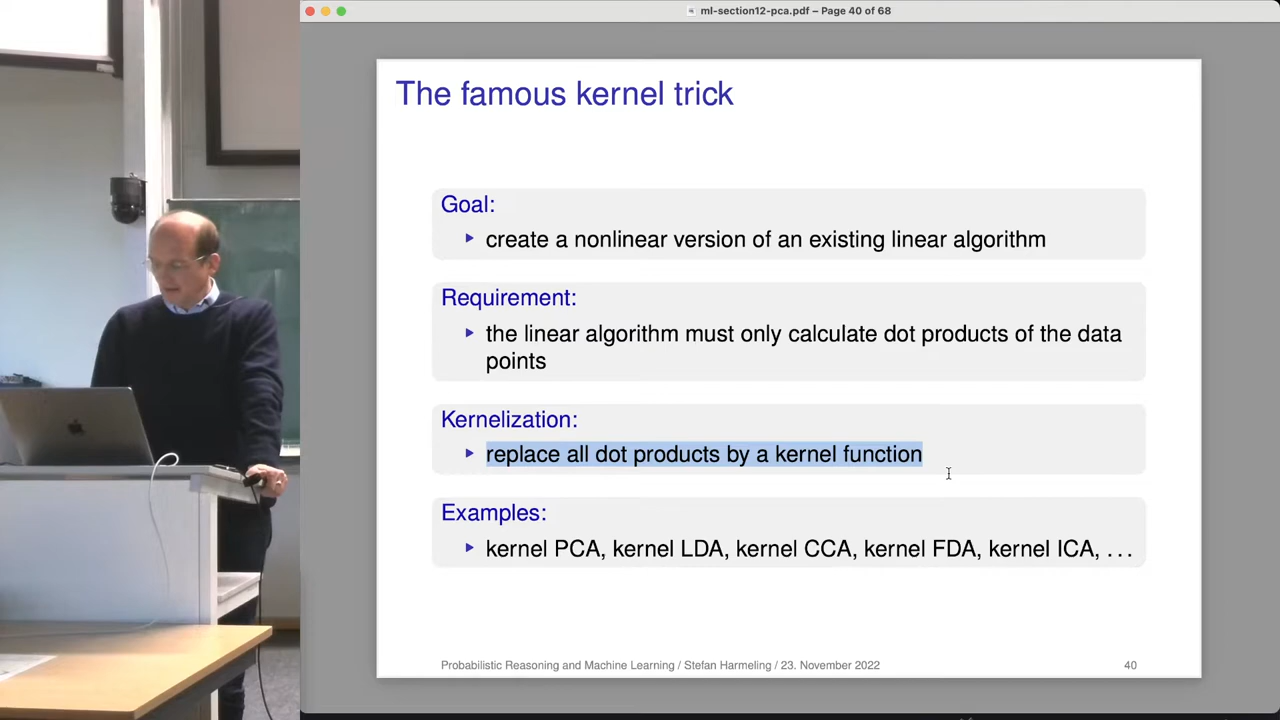 ml-section12-pca.pdf – Page 40 of 68
The famous kernel trick
Goal:
▸ create a nonlinear version of an existing linear algorithm
Requirement:
▸ the linear algorithm must only calculate dot products of the data
points
Kernelization:
▸ replace all dot products by a kernel function
Examples:
▸ kernel PCA, kernel LDA, kernel CCA, kernel FDA, kernel ICA, . . .
Probabilistic Reasoning and Machine Learning / Stefan Harmeling / 23. November 2022
40